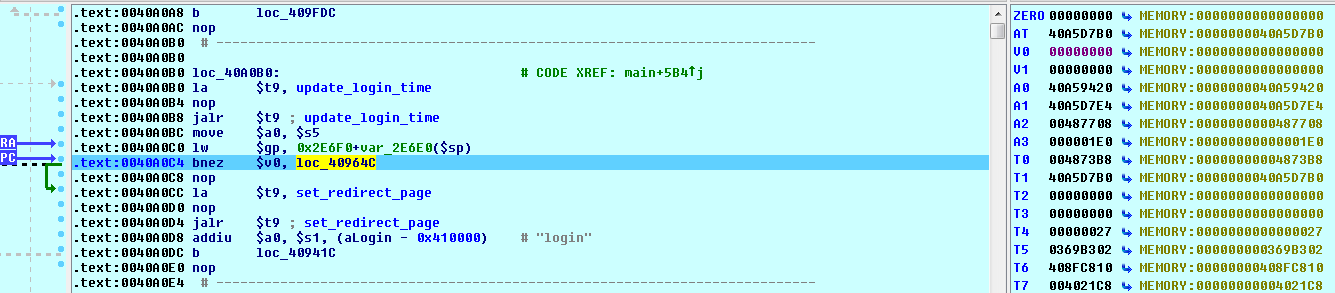 .text:0040A0A8 b loc_409FDC
.text:0040A0AC nop
.text:0040A0B0 # ---------------------------------------------------------------------------
.text:0040A0B0
.text:0040A0B0 loc_40A0B0: # CODE XREF: main+5B4↑j
.text:0040A0B0 la $t9, update_login_time
.text:0040A0B4 nop
.text:0040A0B8 jalr $t9 ; update_login_time
.text:0040A0BC move $a0, $s5
RA .text:0040A0C0 lw $gp, 0x2E6F0+var_2E6E0($sp)
PC .text:0040A0C4 bnez $v0, loc_40964C
.text:0040A0C8 nop
.text:0040A0CC la $t9, set_redirect_page
.text:0040A0D0 nop
.text:0040A0D4 jalr $t9 ; set_redirect_page
.text:0040A0D8 addiu $a0, $s1, (aLogin - 0x410000) # "login"
.text:0040A0DC b loc_40941C
.text:0040A0E0 nop
.text:0040A0E4 # ---------------------------------------------------------------------------
ZERO 00000000 MEMORY:0000000000000000
AT 40A5D7B0 MEMORY:0000000040A5D7B0
V0 00000000 MEMORY:0000000000000000
V1 00000000 MEMORY:0000000000000000
A0 40A59420 MEMORY:0000000040A59420
A1 40A5D7E4 MEMORY:0000000040A5D7E4
A2 00487708 MEMORY:0000000000487708
A3 000001E0 MEMORY:00000000000001E0
T0 004873B8 MEMORY:00000000004873B8
T1 40A5D7B0 MEMORY:0000000040A5D7B0
T2 00000000 MEMORY:0000000000000000
T3 00000000 MEMORY:0000000000000000
T4 00000027 MEMORY:0000000000000027
T5 0369B302 MEMORY:000000000369B302
T6 408FC810 MEMORY:00000000408FC810
T7 004021C8 MEMORY:00000000004021C8